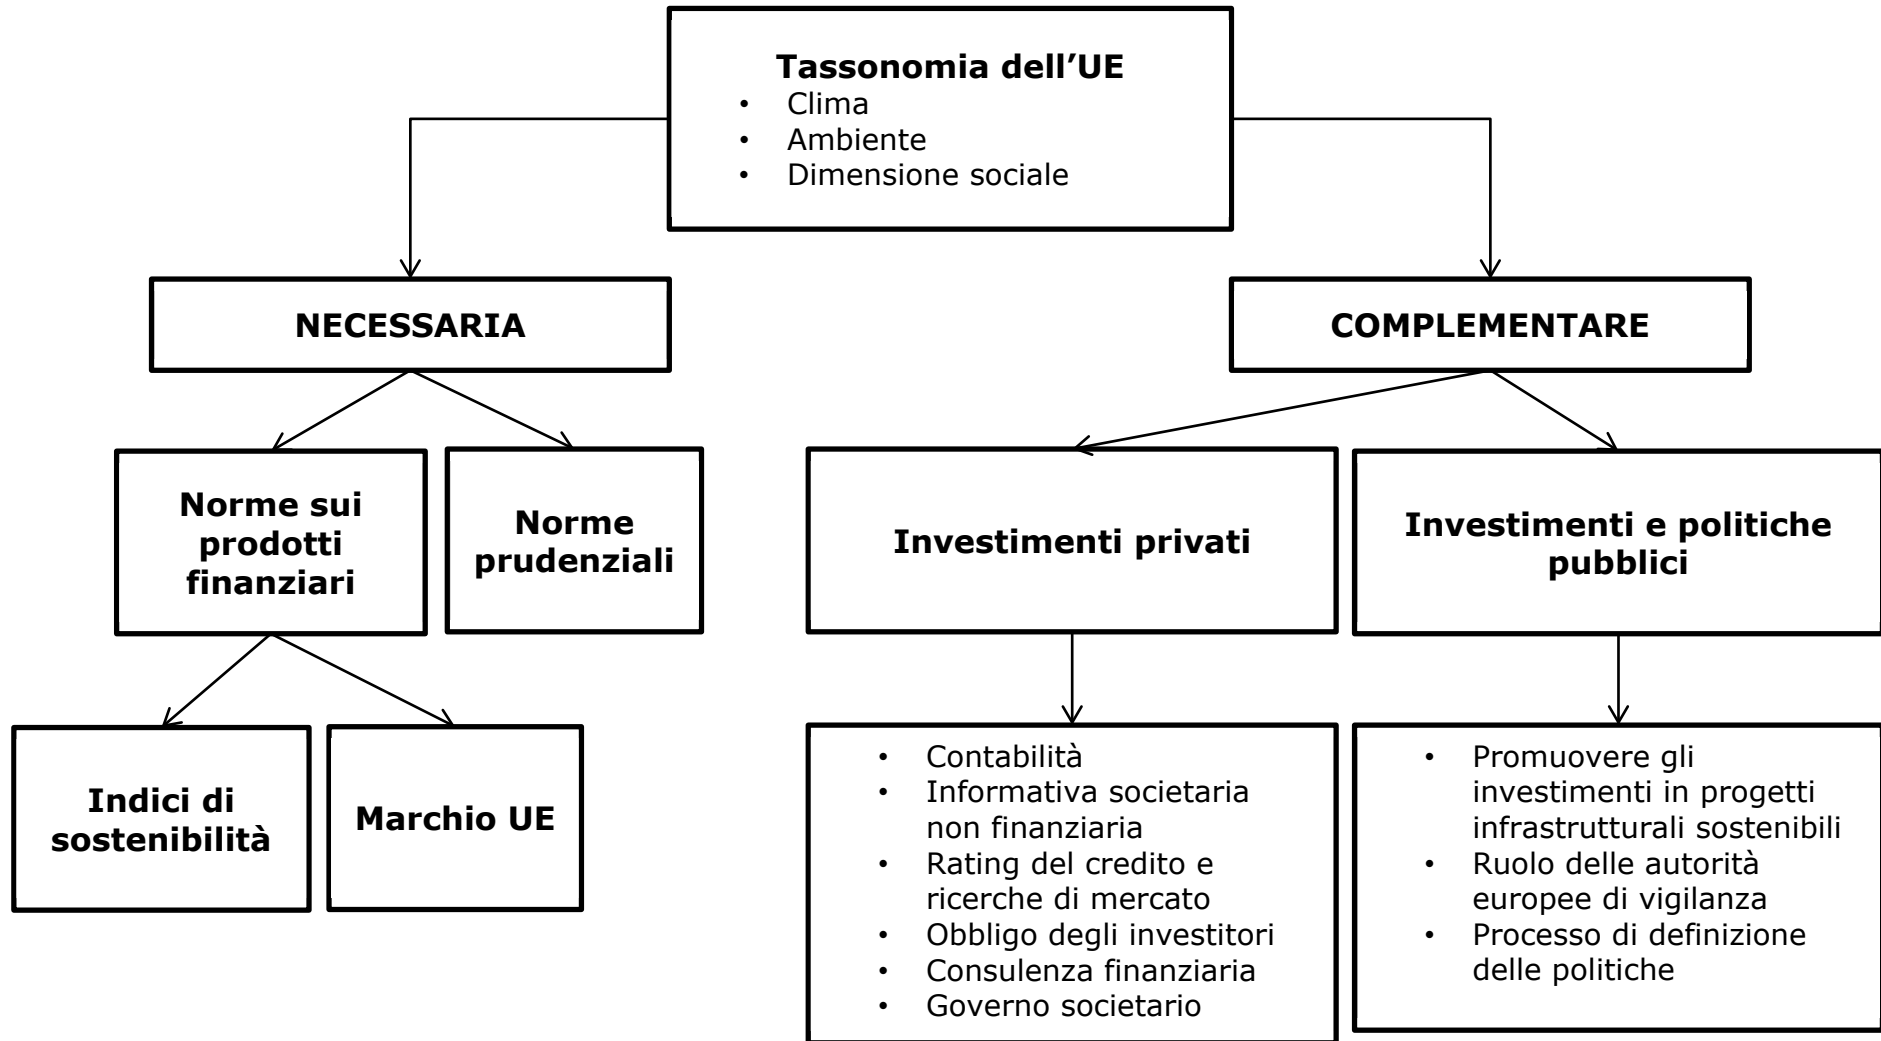 Tassonomia dell’UE
• Clima
• Ambiente
• Dimensione sociale
NECESSARIA
COMPLEMENTARE
Norme sui
prodotti
finanziari
Norme
prudenziali
Investimenti privati
Investimenti e politiche
pubblici
Indici di
sostenibilità
Marchio UE
• Contabilità
• Informativa societaria
non finanziaria
• Rating del credito e
ricerche di mercato
• Obbligo degli investitori
• Consulenza finanziaria
• Governo societario
• Promuovere gli
investimenti in progetti
infrastrutturali sostenibili
• Ruolo delle autorità
europee di vigilanza
• Processo di definizione
delle politiche